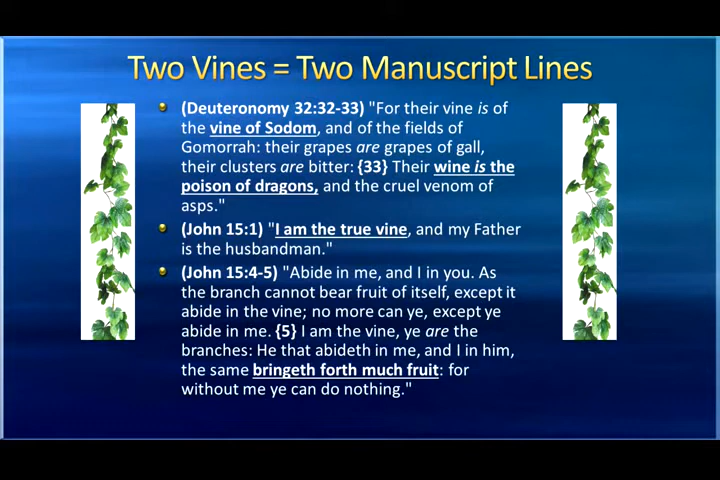 Two Vines = Two Manuscript Lines
(Deuteronomy 32:32-33) "For their vine is of
the vine of Sodom, and of the fields of
Gomorrah: their grapes are grapes of gall,
their clusters are bitter: {33} Their wine is the
poison of dragons, and the cruel venom of
asps."
(John 15:1) "I am the true vine, and my Father
is the husbandman."
(John 15:4-5) "Abide in me, and I in you. As
the branch cannot bear fruit of itself, except it
abide in the vine; no more can ye, except ye
abide in me. {5} I am the vine, ye are the
branches: He that abideth in me, and I in him,
the same bringeth forth much fruit: for
without me ye can do nothing."